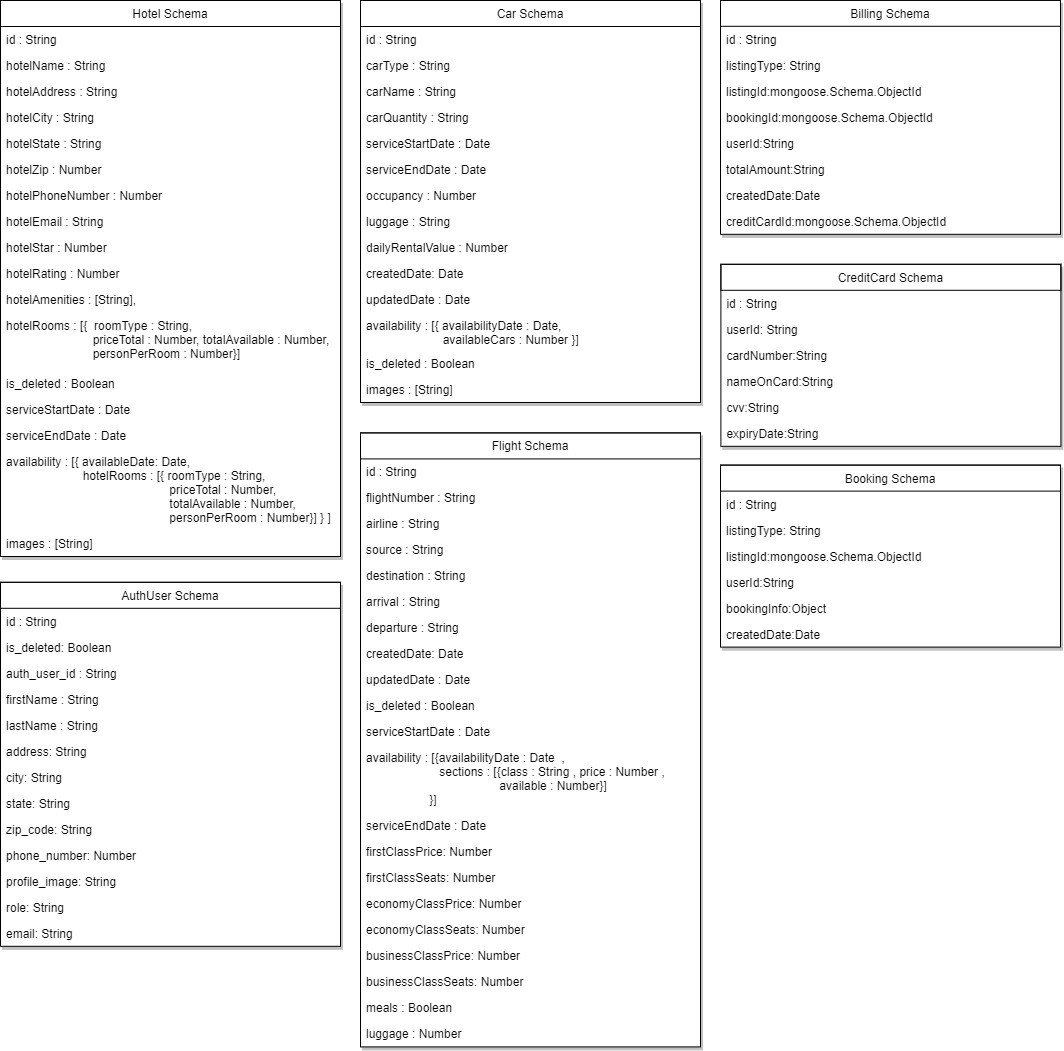 Hotel Schema
id : String
hotelName : String
hotelAddress : String
hotelCity : String
hotelState : String
hotelZip : Number
hotelPhoneNumber : Number
hotelEmail : String
hotelStar : Number
hotelRating : Number
hotelAmenities : [String],
hotelRooms : [{  roomType : String,
priceTotal : Number, totalAvailable : Number,
personPerRoom : Number}]
is_deleted : Boolean
serviceStartDate : Date
serviceEndDate : Date
availability : [{ availableDate: Date,
hotelRooms : [{ roomType : String,
priceTotal : Number,
totalAvailable : Number,
personPerRoom : Number}] } ]
images : [String]
AuthUser Schema
id : String
is_deleted: Boolean
auth_user_id : String
firstName : String
lastName : String
address: String
city: String
state: String
zip_code: String
phone_number: Number
profile_image: String
role: String
email: String
Car Schema
id : String
carType : String
carName : String
carQuantity : String
serviceStartDate : Date
serviceEndDate : Date
occupancy : Number
luggage : String
dailyRentalValue : Number
createdDate: Date
updatedDate : Date
availability : [{ availabilityDate : Date,
availableCars : Number }]
is_deleted : Boolean
images : [String]
Flight Schema
id : String
flightNumber : String
airline : String
source : String
destination : String
arrival : String
departure : String
createdDate: Date
updatedDate : Date
is_deleted : Boolean
serviceStartDate : Date
availability : [{availabilityDate : Date  ,
sections : [{class : String , price : Number ,
available : Number}]
}]
serviceEndDate : Date
firstClassPrice: Number
firstClassSeats: Number
economyClassPrice: Number
economyClassSeats: Number
businessClassPrice: Number
businessClassSeats: Number
meals : Boolean
luggage : Number
Billing Schema
id : String
listingType: String
listingId:mongoose.Schema.ObjectId
bookingId:mongoose.Schema.ObjectId
userId:String
totalAmount:String
createdDate:Date
creditCardId:mongoose.Schema.ObjectId
CreditCard Schema
id : String
userId: String
cardNumber:String
nameOnCard:String
cvv:String
expiryDate:String
Booking Schema
id : String
listingType: String
listingId:mongoose.Schema.ObjectId
userId:String
bookingInfo:Object
createdDate:Date